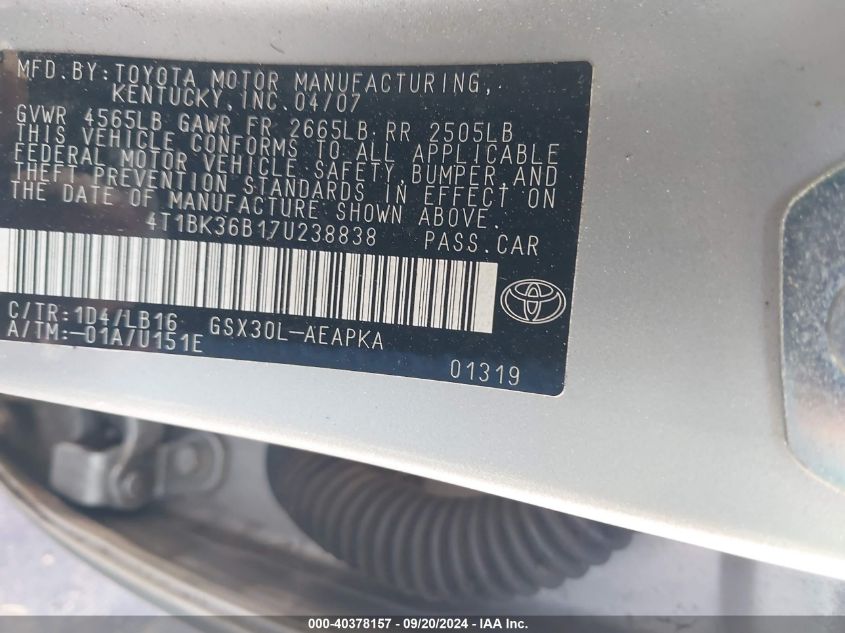 MFD.BY:TOYOTA MOTOR MANUFACTURING,
KENTUCKY, INC. 04/07
GVWR 4565LB GAWR FR 2665LB RR 2505LB
THIS VEHICLE CONFORMS TO ALL APPLICABLE
FEDERAL MOTOR VEHICLE SAFETY, BUMPER AND
THEFT PREVENTION STANDARDS IN EFFECT ON
THE DATE OF MANUFACTURE SHOWN ABOVE.
4T1BK36B17U238838 PASS.CAR
C/TR:1D4/LB16 GSX30L-AEAPKA
A/TM:-01A/U151E
01319
000-40378157 - 09/20/2024 - IAA Inc.